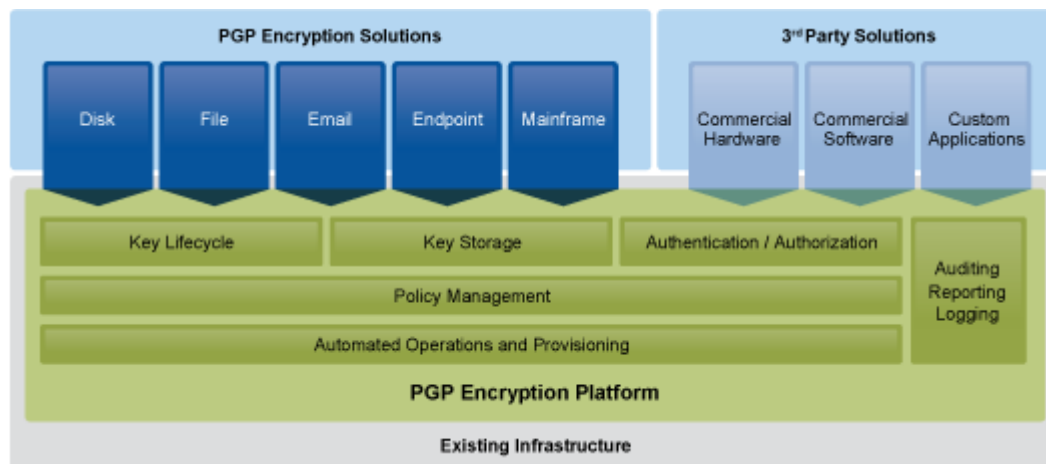 PGP Encryption Solutions
3rd Party Solutions
Disk
File
Email
Endpoint
Mainframe
Commercial
Hardware
Commercial
Software
Custom
Applications
Key Lifecycle
Key Storage
Authentication / Authorization
Auditing
Reporting
Logging
Policy Management
Automated Operations and Provisioning
PGP Encryption Platform
Existing Infrastructure